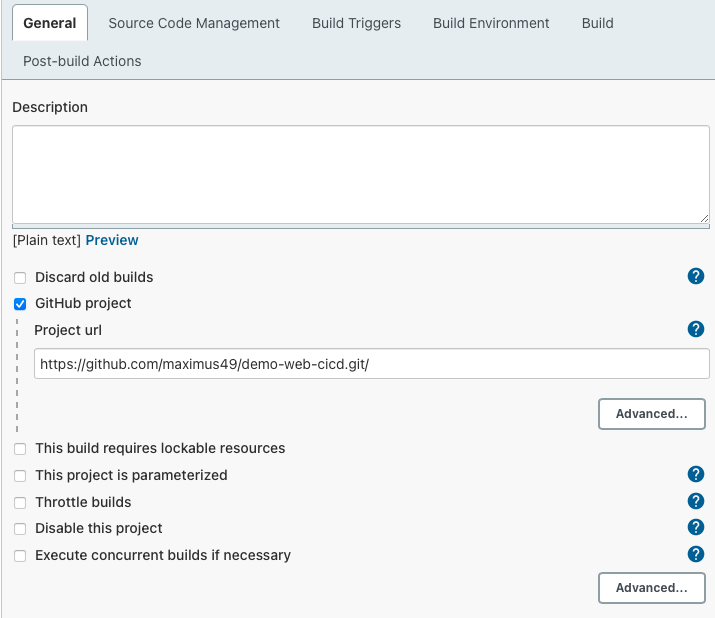 General Source Code Management Build Triggers Build Environment Build
Post-build Actions
Description
[Plain text] Preview
Discard old builds ?
GitHub project
Project url ?
https://github.com/maximus49/demo-web-cicd.git/
Advanced...
This build requires lockable resources
This project is parameterized ?
Throttle builds ?
Disable this project ?
Execute concurrent builds if necessary ?
Advanced...